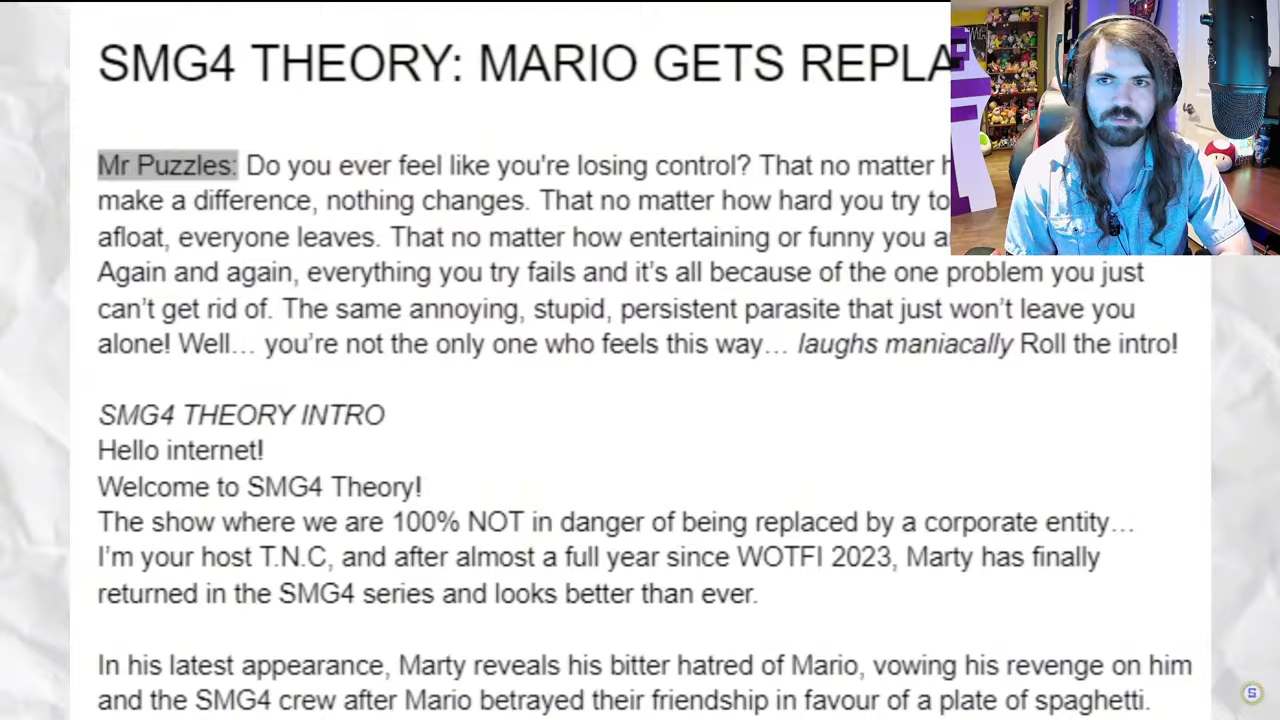 SMG4 THEORY: MARIO GETS
Mr Puzzles: Do you ever feel like you're losing control? That no matter
make a difference, nothing changes. That no matter how hard you try to
afloat, everyone leaves. That no matter how entertaining or funny you
Again and again, everything you try fails and it's all because of the one problem you just
can't get rid of. The same annoying, stupid, persistent parasite that just won't leave you
alone! Well… you're not the only one who feels this way… laughs maniacally Roll the intro!
SMG4 THEORY INTRO
Hello internet!
Welcome to SMG4 Theory!
The show where we are 100% NOT in danger of being replaced by a corporate entity…
I'm your host T.N.C, and after almost a full year since WOTFI 2023, Marty has finally
returned in the SMG4 series and looks better than ever.
In his latest appearance, Marty reveals his bitter hatred of Mario, vowing his revenge on him
and the SMG4 crew after Mario betrayed their friendship in favour of a plate of spaghetti.